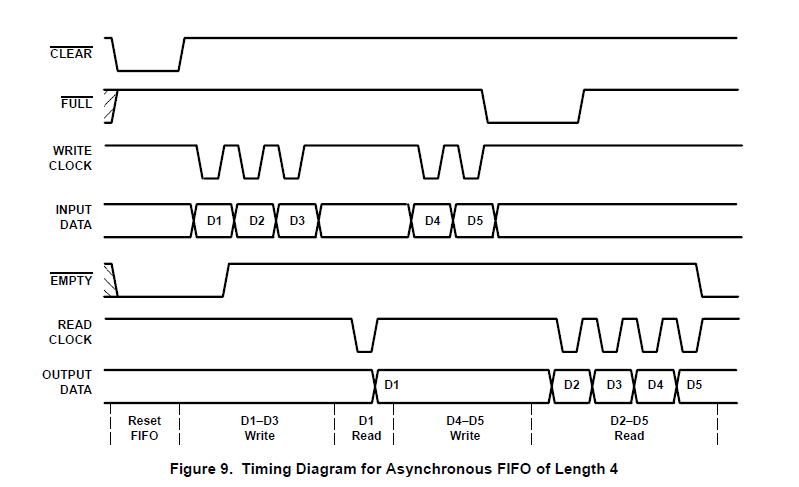 CLEAR
FULL
WRITE
CLOCK
INPUT
DATA
D1 D2 D3 D4 D5
EMPTY
READ
CLOCK
OUTPUT
DATA
D1 D2 D3 D4 D5
Reset
FIFO
D1–D3
Write
D1
Read
D4–D5
Write
D2–D5
Read
Figure 9. Timing Diagram for Asynchronous FIFO of Length 4